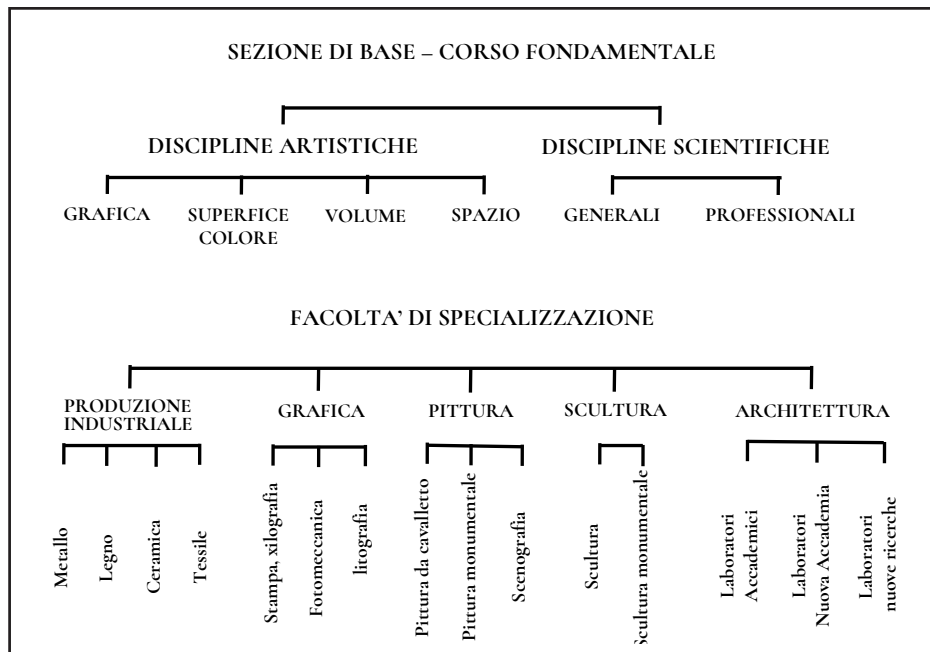 SEZIONE DI BASE – CORSO FONDAMENTALE
DISCIPLINE ARTISTICHE
DISCIPLINE SCIENTIFICHE
GRAFICA
SUPERFICE
COLORE
VOLUME
SPAZIO
GENERALI
PROFESSIONALI
FACOLTA’ DI SPECIALIZZAZIONE
PRODUZIONE
INDUSTRIALE
GRAFICA
PITTURA
SCULTURA
ARCHITETTURA
Metallo
Legno
Ceramica
Tessile
Stampa, xilografia
Fotomeccanica
litografia
Pittura da cavalletto
Pittura monumentale
Scenografia
Scultura
Scultura monumentale
Laboratori
Accademici
Laboratori
Nuova Accademia
Laboratori
nuove ricerche